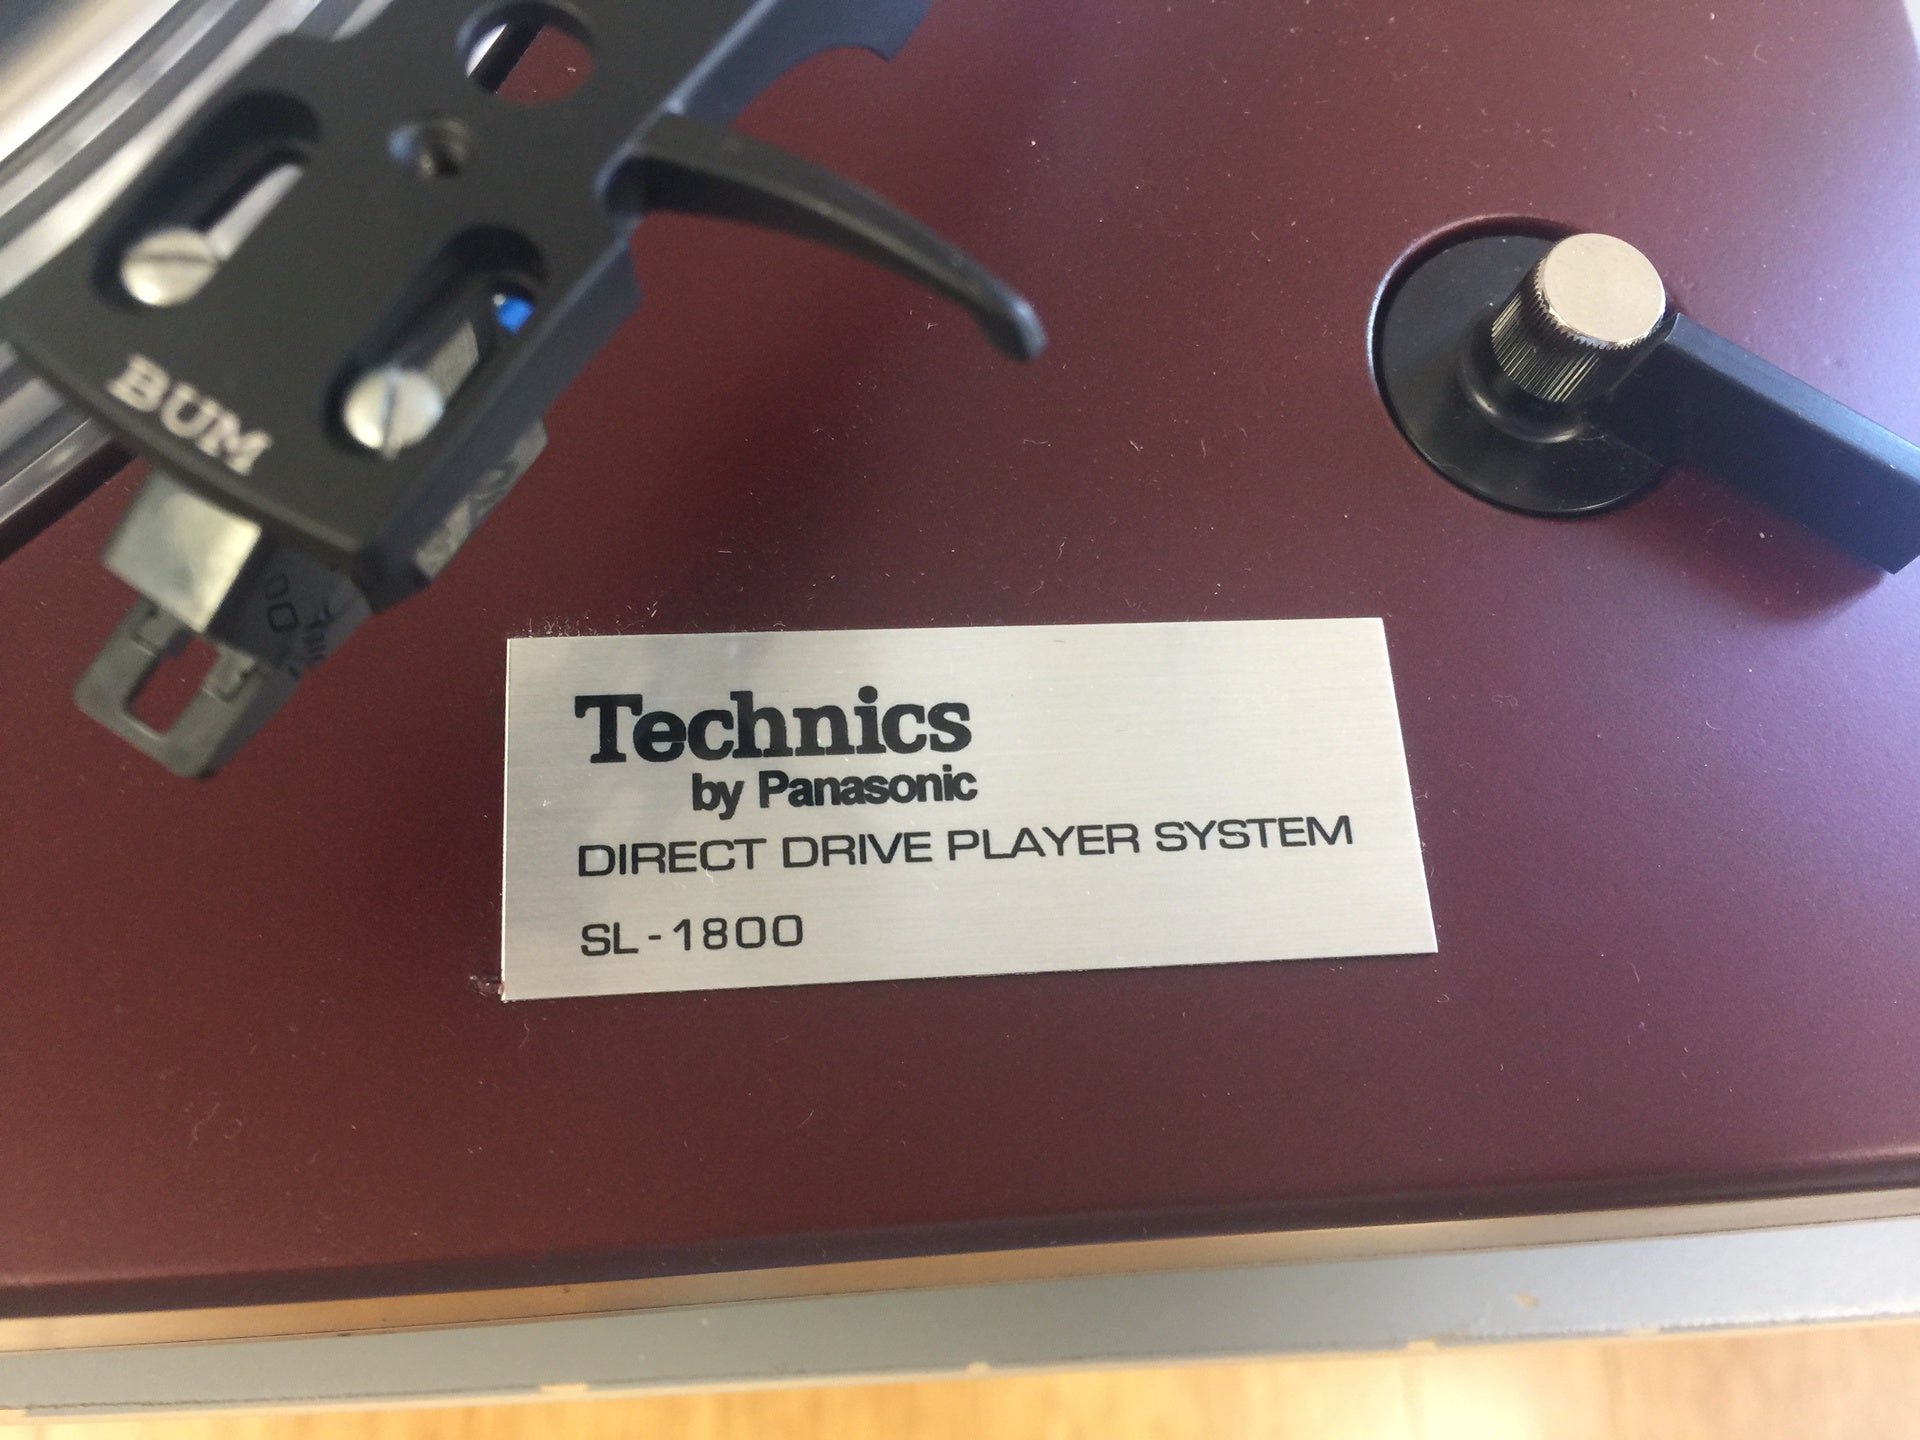 BUM
Technics
by Panasonic
DIRECT DRIVE PLAYER SYSTEM
SL-1800